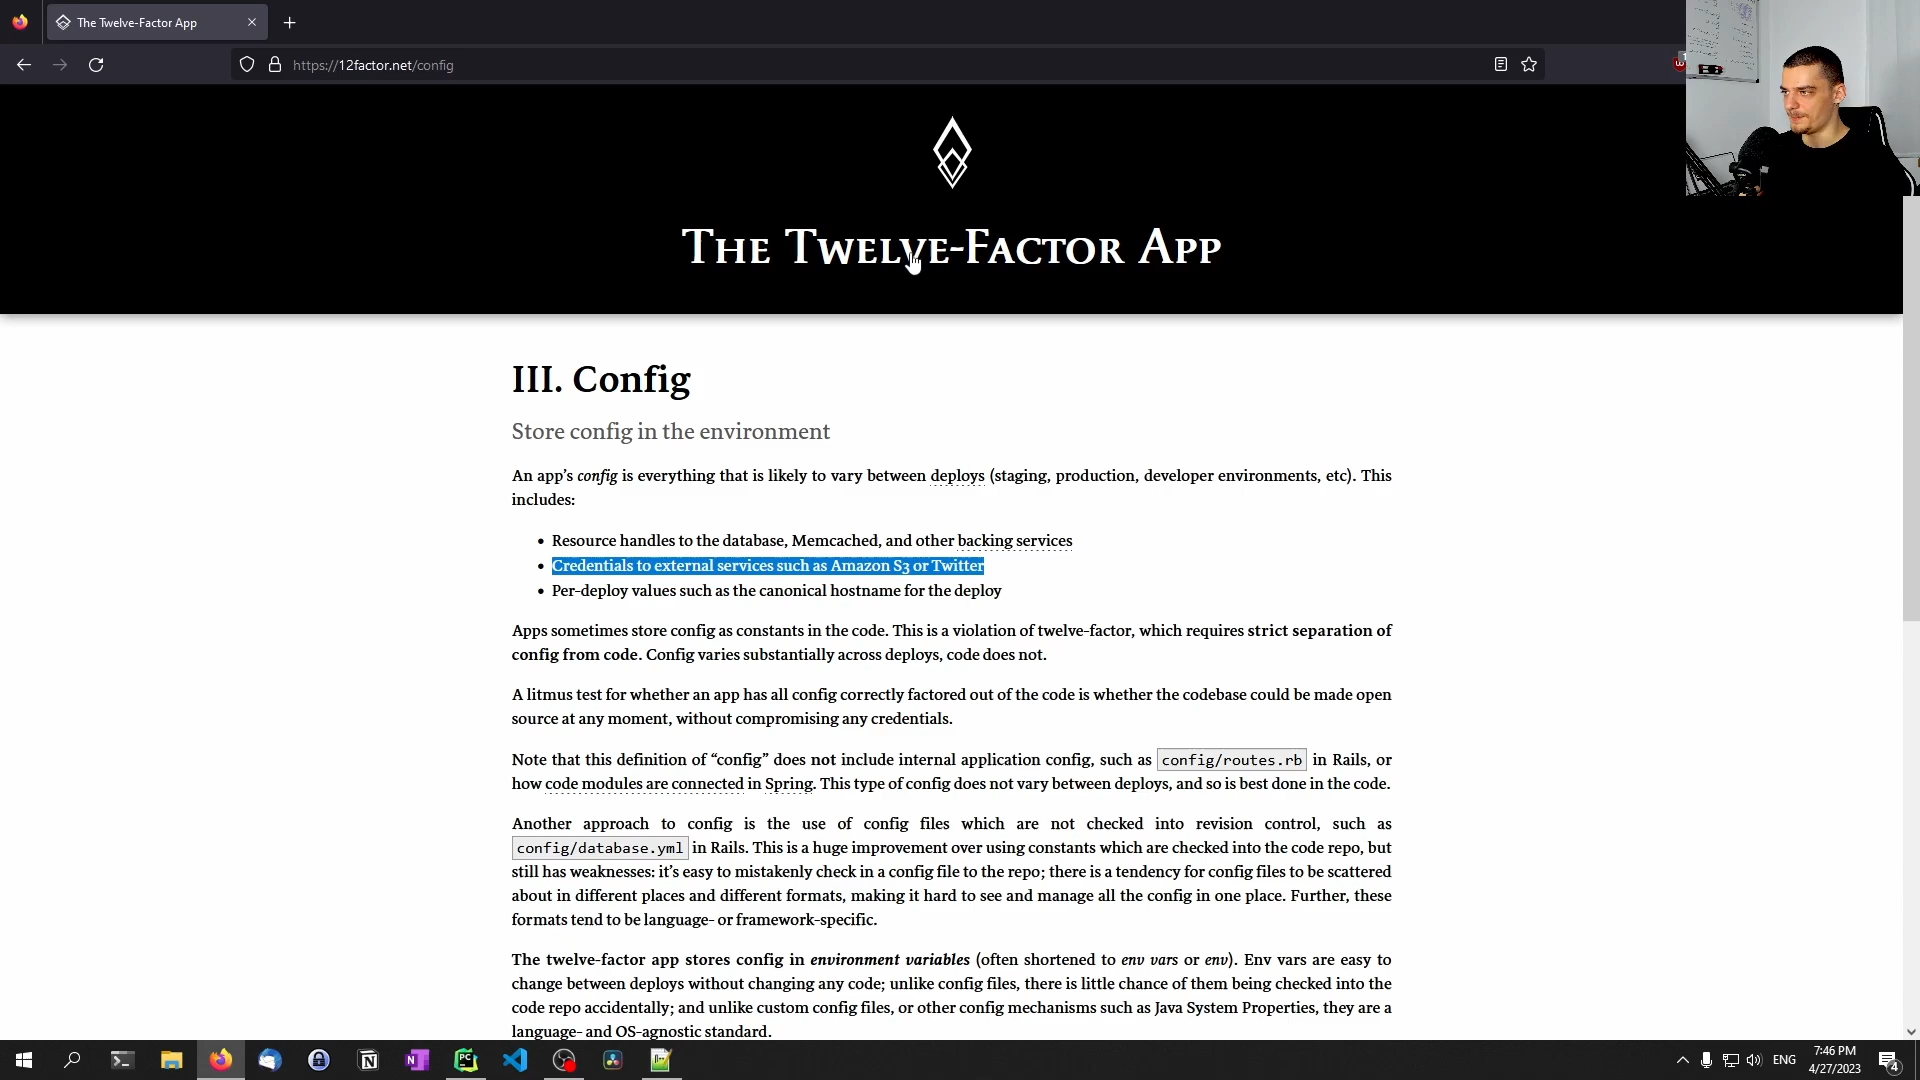 The Twelve-Factor App
https://12factor.net/config
THE TWELVE-FACTOR APP
III. Config
Store config in the environment
An app’s config is everything that is likely to vary between deploys (staging, production, developer environments, etc). This
includes:
• Resource handles to the database, Memcached, and other backing services
• Credentials to external services such as Amazon S3 or Twitter
• Per-deploy values such as the canonical hostname for the deploy
Apps sometimes store config as constants in the code. This is a violation of twelve-factor, which requires strict separation of
config from code. Config varies substantially across deploys, code does not.
A litmus test for whether an app has all config correctly factored out of the code is whether the codebase could be made open
source at any moment, without compromising any credentials.
Note that this definition of “config” does not include internal application config, such as config/routes.rb in Rails, or
how code modules are connected in Spring. This type of config does not vary between deploys, and so is best done in the code.
Another approach to config is the use of config files which are not checked into revision control, such as
config/database.yml in Rails. This is a huge improvement over using constants which are checked into the code repo, but
still has weaknesses: it’s easy to mistakenly check in a config file to the repo; there is a tendency for config files to be scattered
about in different places and different formats, making it hard to see and manage all the config in one place. Further, these
formats tend to be language- or framework-specific.
The twelve-factor app stores config in environment variables (often shortened to env vars or env). Env vars are easy to
change between deploys without changing any code; unlike config files, there is little chance of them being checked into the
code repo accidentally; and unlike custom config files, or other config mechanisms such as Java System Properties, they are a
language- and OS-agnostic standard.
ENG
7:46 PM
4/27/2023
4